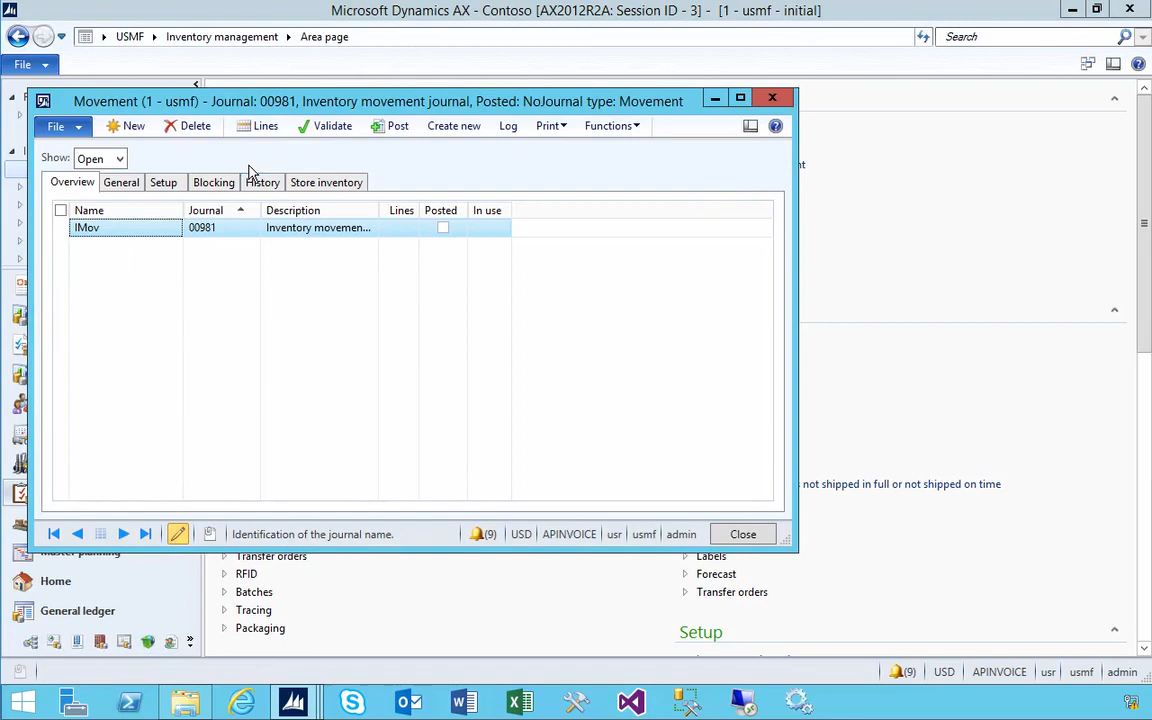 Microsoft Dynamics AX - Contoso [AX2012R2A: Session ID - 3] - [1 - usmf - initial]
USMF Inventory management Area page
Search
File
Movement (1 - usmf) - Journal: 00981, Inventory movement journal, Posted: NoJournal type: Movement
File New Delete Lines Validate Post Create new Log Print Functions
Show: Open
Overview General Setup Blocking History Store inventory
Name Journal Description Lines Posted In use
IMov 00981 Inventory movemen...
s not shipped in full or not shipped on time
Identification of the journal name. (9) USD APINVOICE usr usmf admin Close
Transfer orders
RFID
Batches
Tracing
Packaging
Labels
Forecast
Transfer orders
Setup
Home
General ledger
(9) USD APINVOICE usr usmf admin